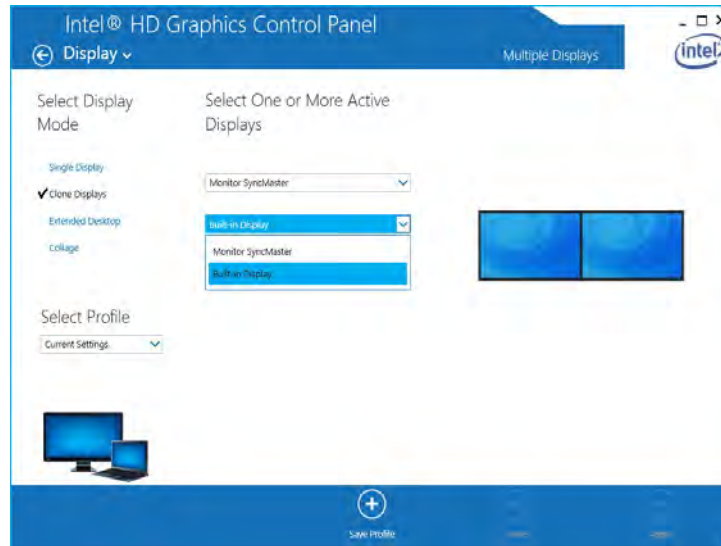 Intel® HD Graphics Control Panel
Display
Multiple Displays
intel
Select Display
Mode
Select One or More Active
Displays
Single Display
Clone Displays
Extended Desktop
Collage
Monitor SyncMaster
Built-in Display
Monitor SyncMaster
Built-in Display
Select Profile
Current Settings
Save Profile